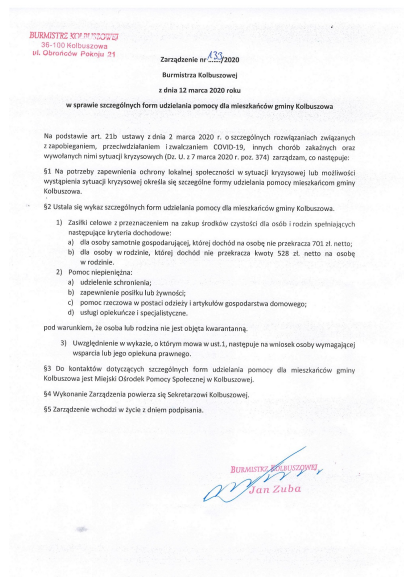 BURMISTRZ KOLBUSZOWEJ
36-100 Kolbuszowa
ul. Obrońców Pokoju 21
Zarządzenie nr 139/2020
Burmistrza Kolbuszowej
z dnia 12 marca 2020 roku
w sprawie szczególnych form udzielania pomocy dla mieszkańców gminy Kolbuszowa
Na podstawie art. 21b ustawy z dnia 2 marca 2020 r. o szczególnych rozwiązaniach związanych
z zapobieganiem, przeciwdziałaniem i zwalczaniem COVID-19, innych chorób zakaźnych oraz
wywołanych nimi sytuacji kryzysowych (Dz. U. z 7 marca 2020 r. poz. 374) zarządzam, co następuje:
§1 Na potrzeby zapewnienia ochrony lokalnej społeczności w sytuacji kryzysowej lub możliwości
wystąpienia sytuacji kryzysowej określa się szczególne formy udzielania pomocy mieszkańcom gminy
Kolbuszowa.
§2 Ustala się wykaz szczególnych form udzielania pomocy dla mieszkańców gminy Kolbuszowa.
1) Zasiłki celowe z przeznaczeniem na zakup środków czystości dla osób i rodzin spełniających
następujące kryteria dochodowe:
a) dla osoby samotnie gospodarującej, której dochód na osobę nie przekracza 701 zł. netto;
b) dla osoby w rodzinie, której dochód nie przekracza kwoty 528 zł. netto na osobę
w rodzinie.
2) Pomoc niepieniężna:
a) udzielenie schronienia;
b) zapewnienie posiłku lub żywności;
c) pomoc rzeczowa w postaci odzieży i artykułów gospodarstwa domowego;
d) usługi opiekuńcze i specjalistyczne.
pod warunkiem, że osoba lub rodzina nie jest objęta kwarantanną.
3) Uwzględnienie w wykazie, o którym mowa w ust.1, następuje na wniosek osoby wymagającej
wsparcia lub jego opiekuna prawnego.
§3 Do kontaktów dotyczących szczególnych form udzielania pomocy dla mieszkańców gminy
Kolbuszowa jest Miejski Ośrodek Pomocy Społecznej w Kolbuszowej.
§4 Wykonanie Zarządzenia powierza się Sekretarzowi Kolbuszowej.
§5 Zarządzenie wchodzi w życie z dniem podpisania.
BURMISTRZ KOLBUSZOWEJ
Jan Zuba